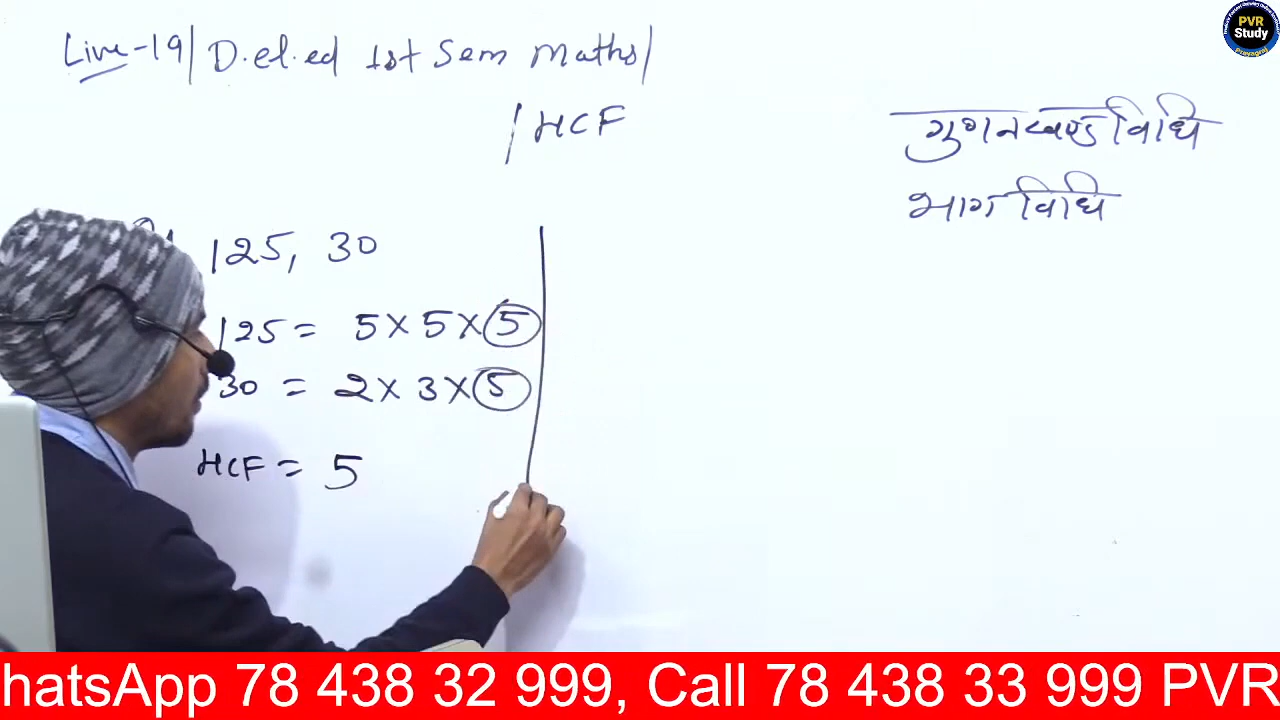 Live-19/ D.el.ed 1st Sem Maths/
/HCF
गुणनखण्ड विधि
भाग विधि
125, 30
125 = 5 × 5 × 5
30 = 2 × 3 × 5
HCF = 5
PVR
Study
Prayagraj
hatsApp 78 438 32 999, Call 78 438 33 999 PVR